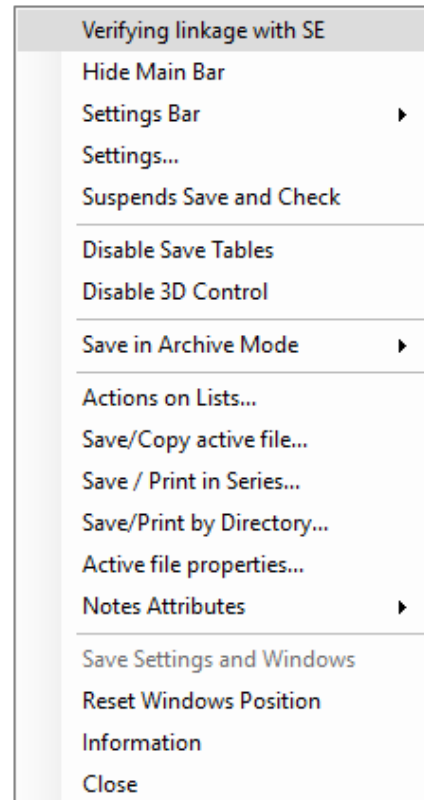 Verifying linkage with SE
Hide Main Bar
Settings Bar
Settings...
Suspends Save and Check
Disable Save Tables
Disable 3D Control
Save in Archive Mode
Actions on Lists...
Save/Copy active file...
Save / Print in Series...
Save/Print by Directory...
Active file properties...
Notes Attributes
Save Settings and Windows
Reset Windows Position
Information
Close